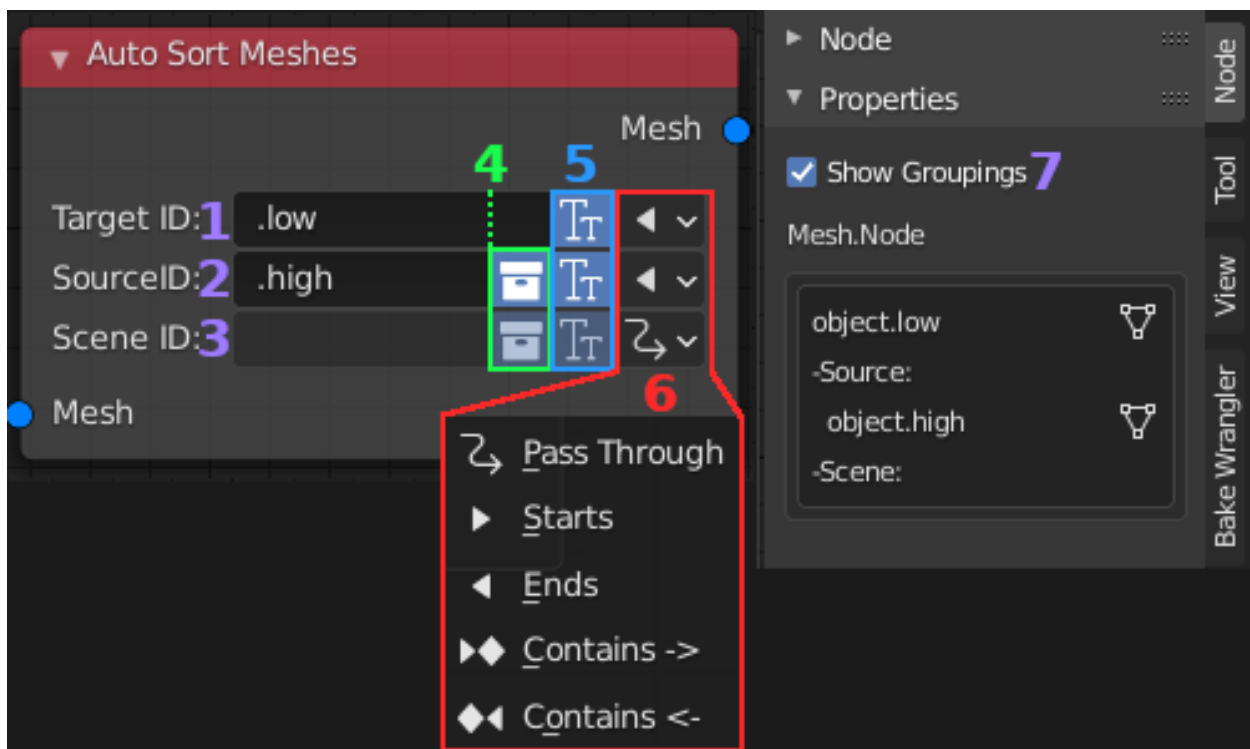 Auto Sort Meshes
Mesh
4 5
Target ID:1 .low
SourceID:2 .high
Scene ID:3
Mesh
6
Pass Through
Starts
Ends
Contains ->
Contains <-
Node
Properties
Show Groupings 7
Mesh.Node
object.low
-Source:
object.high
-Scene:
Node
Tool
View
Bake Wrangler